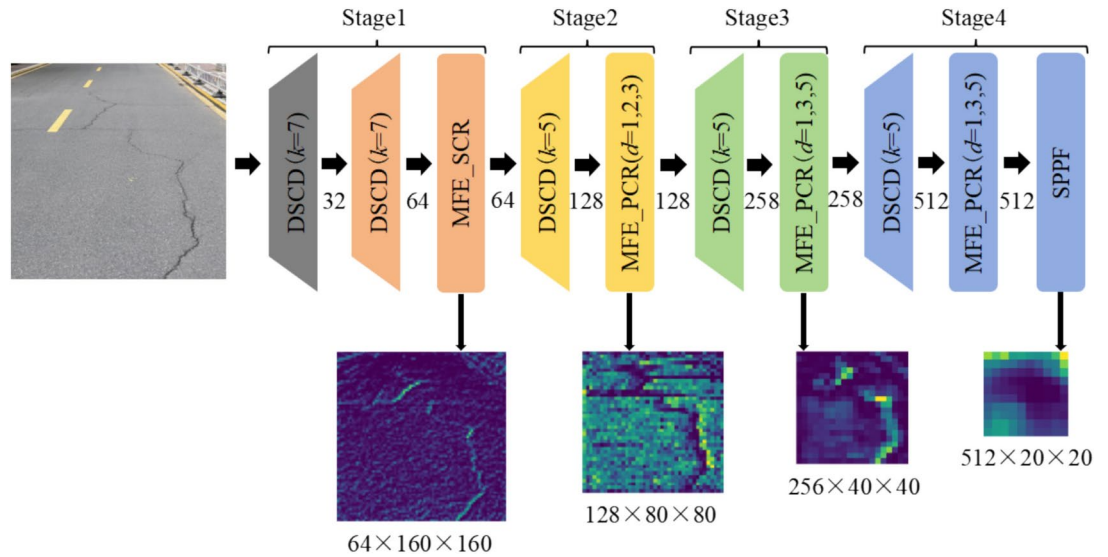 Stage1
Stage2
Stage3
Stage4
DSCD(k=7)
32
DSCD(k=7)
64
MFE_SCR
64
DSCD(k=5)
128
MFE_PCR(d=1,2,3)
128
DSCD(k=5)
258
MFE_PCR(d=1,3,5)
258
DSCD(k=5)
512
MFE_PCR(d=1,3,5)
512
SPPF
64×160×160
128×80×80
256×40×40
512×20×20